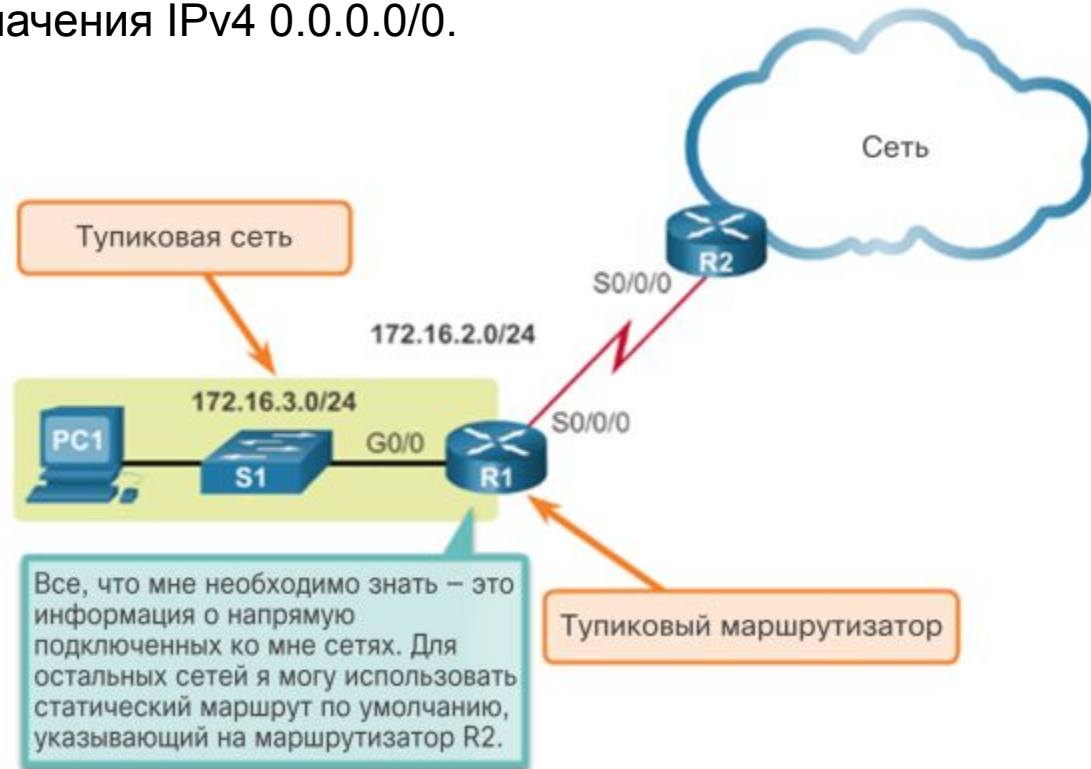 начения IPv4 0.0.0.0/0.
Сеть
Тупиковая сеть
R2
S0/0/0
172.16.2.0/24
172.16.3.0/24
S0/0/0
PC1
G0/0
S1
R1
Все, что мне необходимо знать – это
информация о напрямую
подключенных ко мне сетях. Для
остальных сетей я могу использовать
статический маршрут по умолчанию,
указывающий на маршрутизатор R2.
Тупиковый маршрутизатор